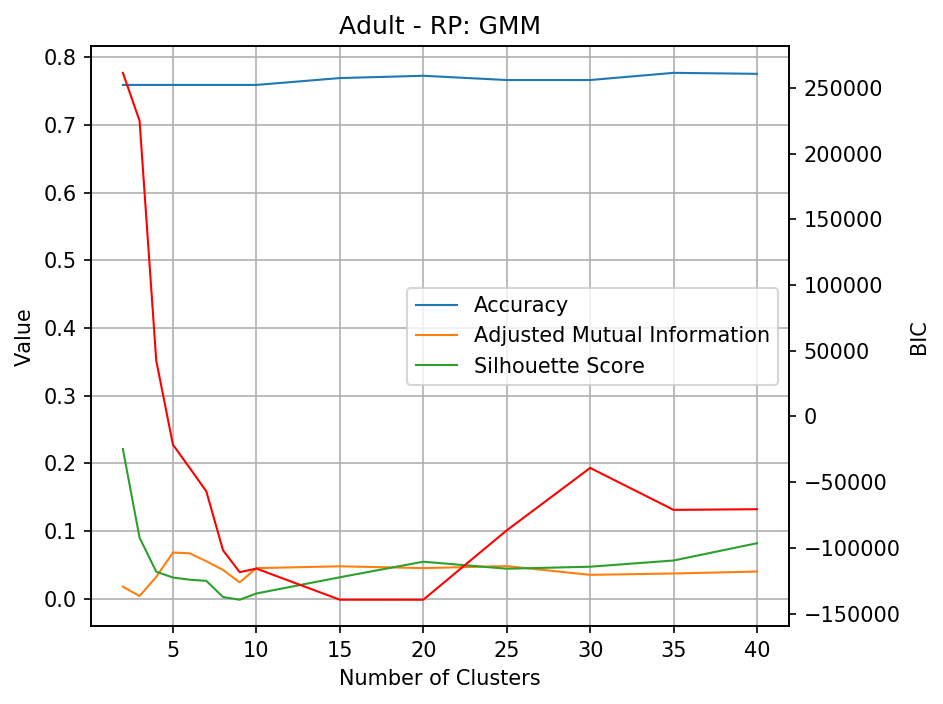 Adult - RP: GMM
0.8
0.7
0.6
0.5
0.4
0.3
0.2
0.1
0.0
Value
250000
200000
150000
100000
50000
0
−50000
−100000
−150000
BIC
Accuracy
Adjusted Mutual Information
Silhouette Score
5 10 15 20 25 30 35 40
Number of Clusters